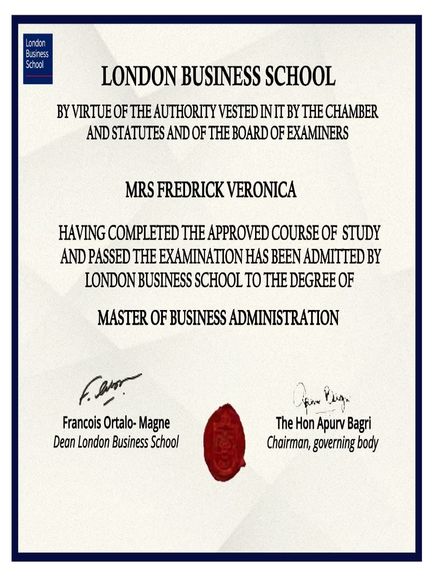 London
Business
School
LONDON BUSINESS SCHOOL
BY VIRTUE OF THE AUTHORITY VESTED IN IT BY THE CHAMBER
AND STATUTES AND OF THE BOARD OF EXAMINERS
MRS FREDRICK VERONICA
HAVING COMPLETED THE APPROVED COURSE OF STUDY
AND PASSED THE EXAMINATION HAS BEEN ADMITTED BY
LONDON BUSINESS SCHOOL TO THE DEGREE OF
MASTER OF BUSINESS ADMINISTRATION
Francois Ortalo- Magne
Dean London Business School
The Hon Apurv Bagri
Chairman, governing body